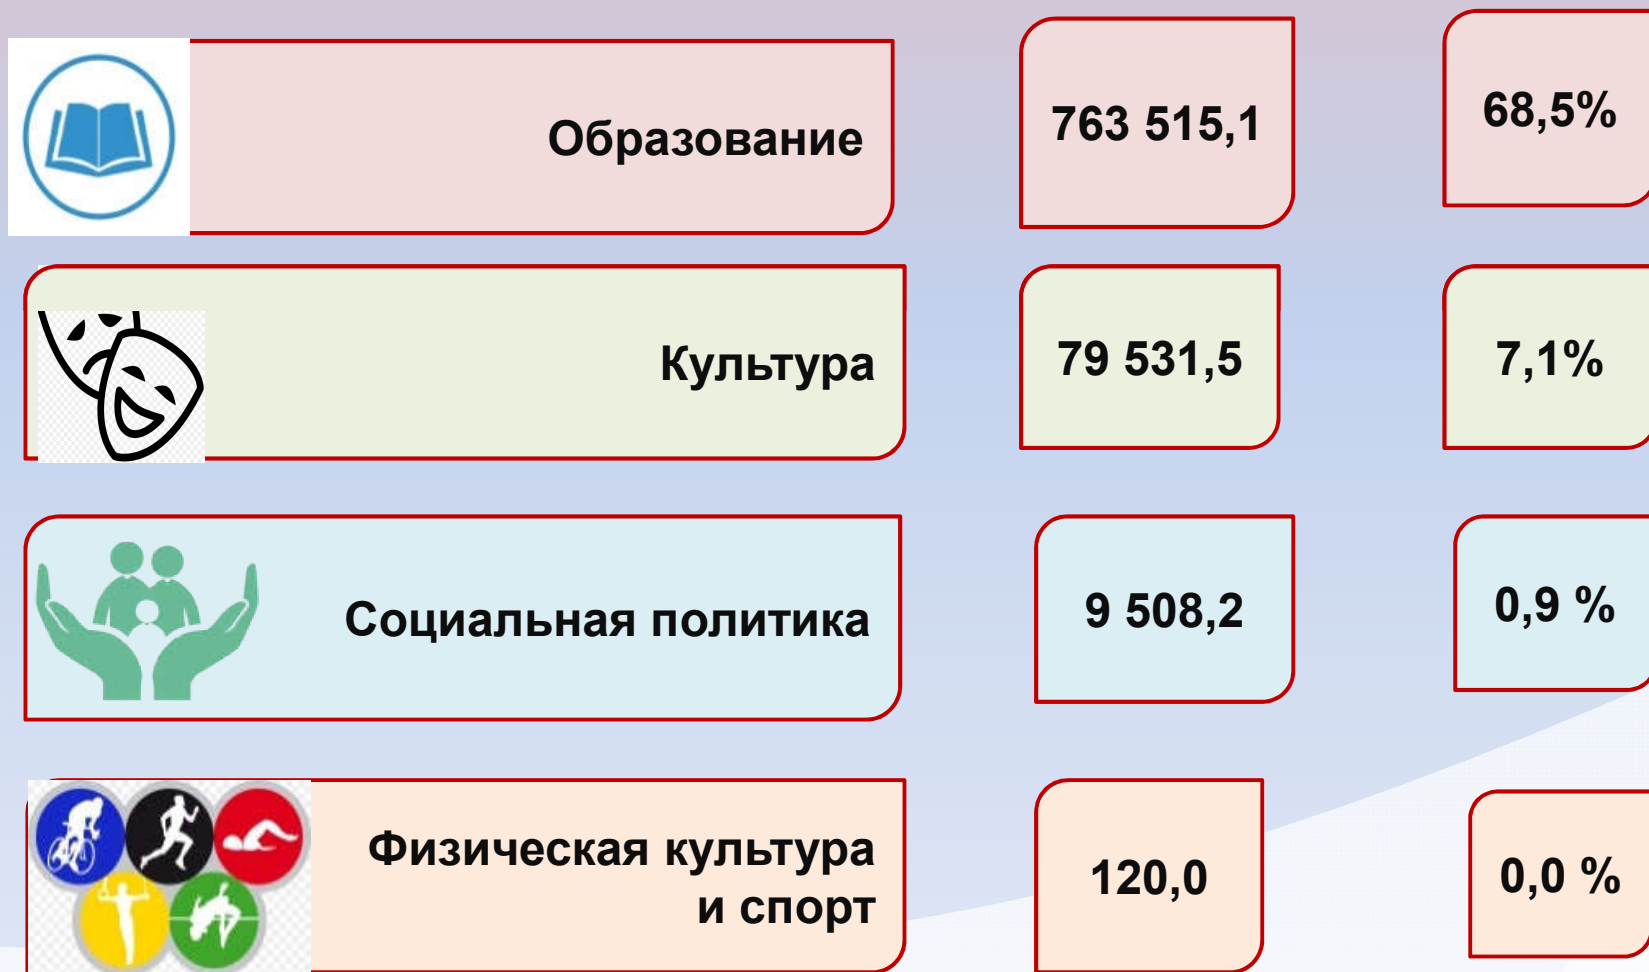 Образование
763 515,1
68,5%
Культура
79 531,5
7,1%
Социальная политика
9 508,2
0,9 %
Физическая культура
и спорт
120,0
0,0 %